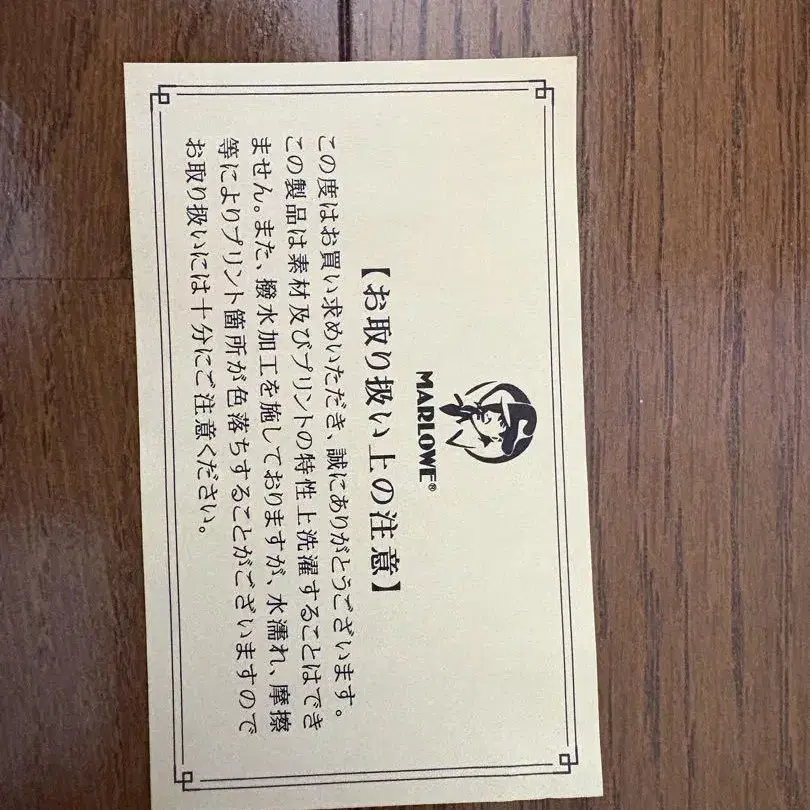 MARLOWE®
【お取り扱い上の注意】
この度はお買い求めいただき、誠にありがとうございます。
この製品は素材及びプリントの特性上洗濯することはでき
ません。また、撥水加工を施しておりますが、水濡れ、摩擦
等によりプリント箇所が色落ちすることがございますので
お取り扱いには十分にご注意ください。